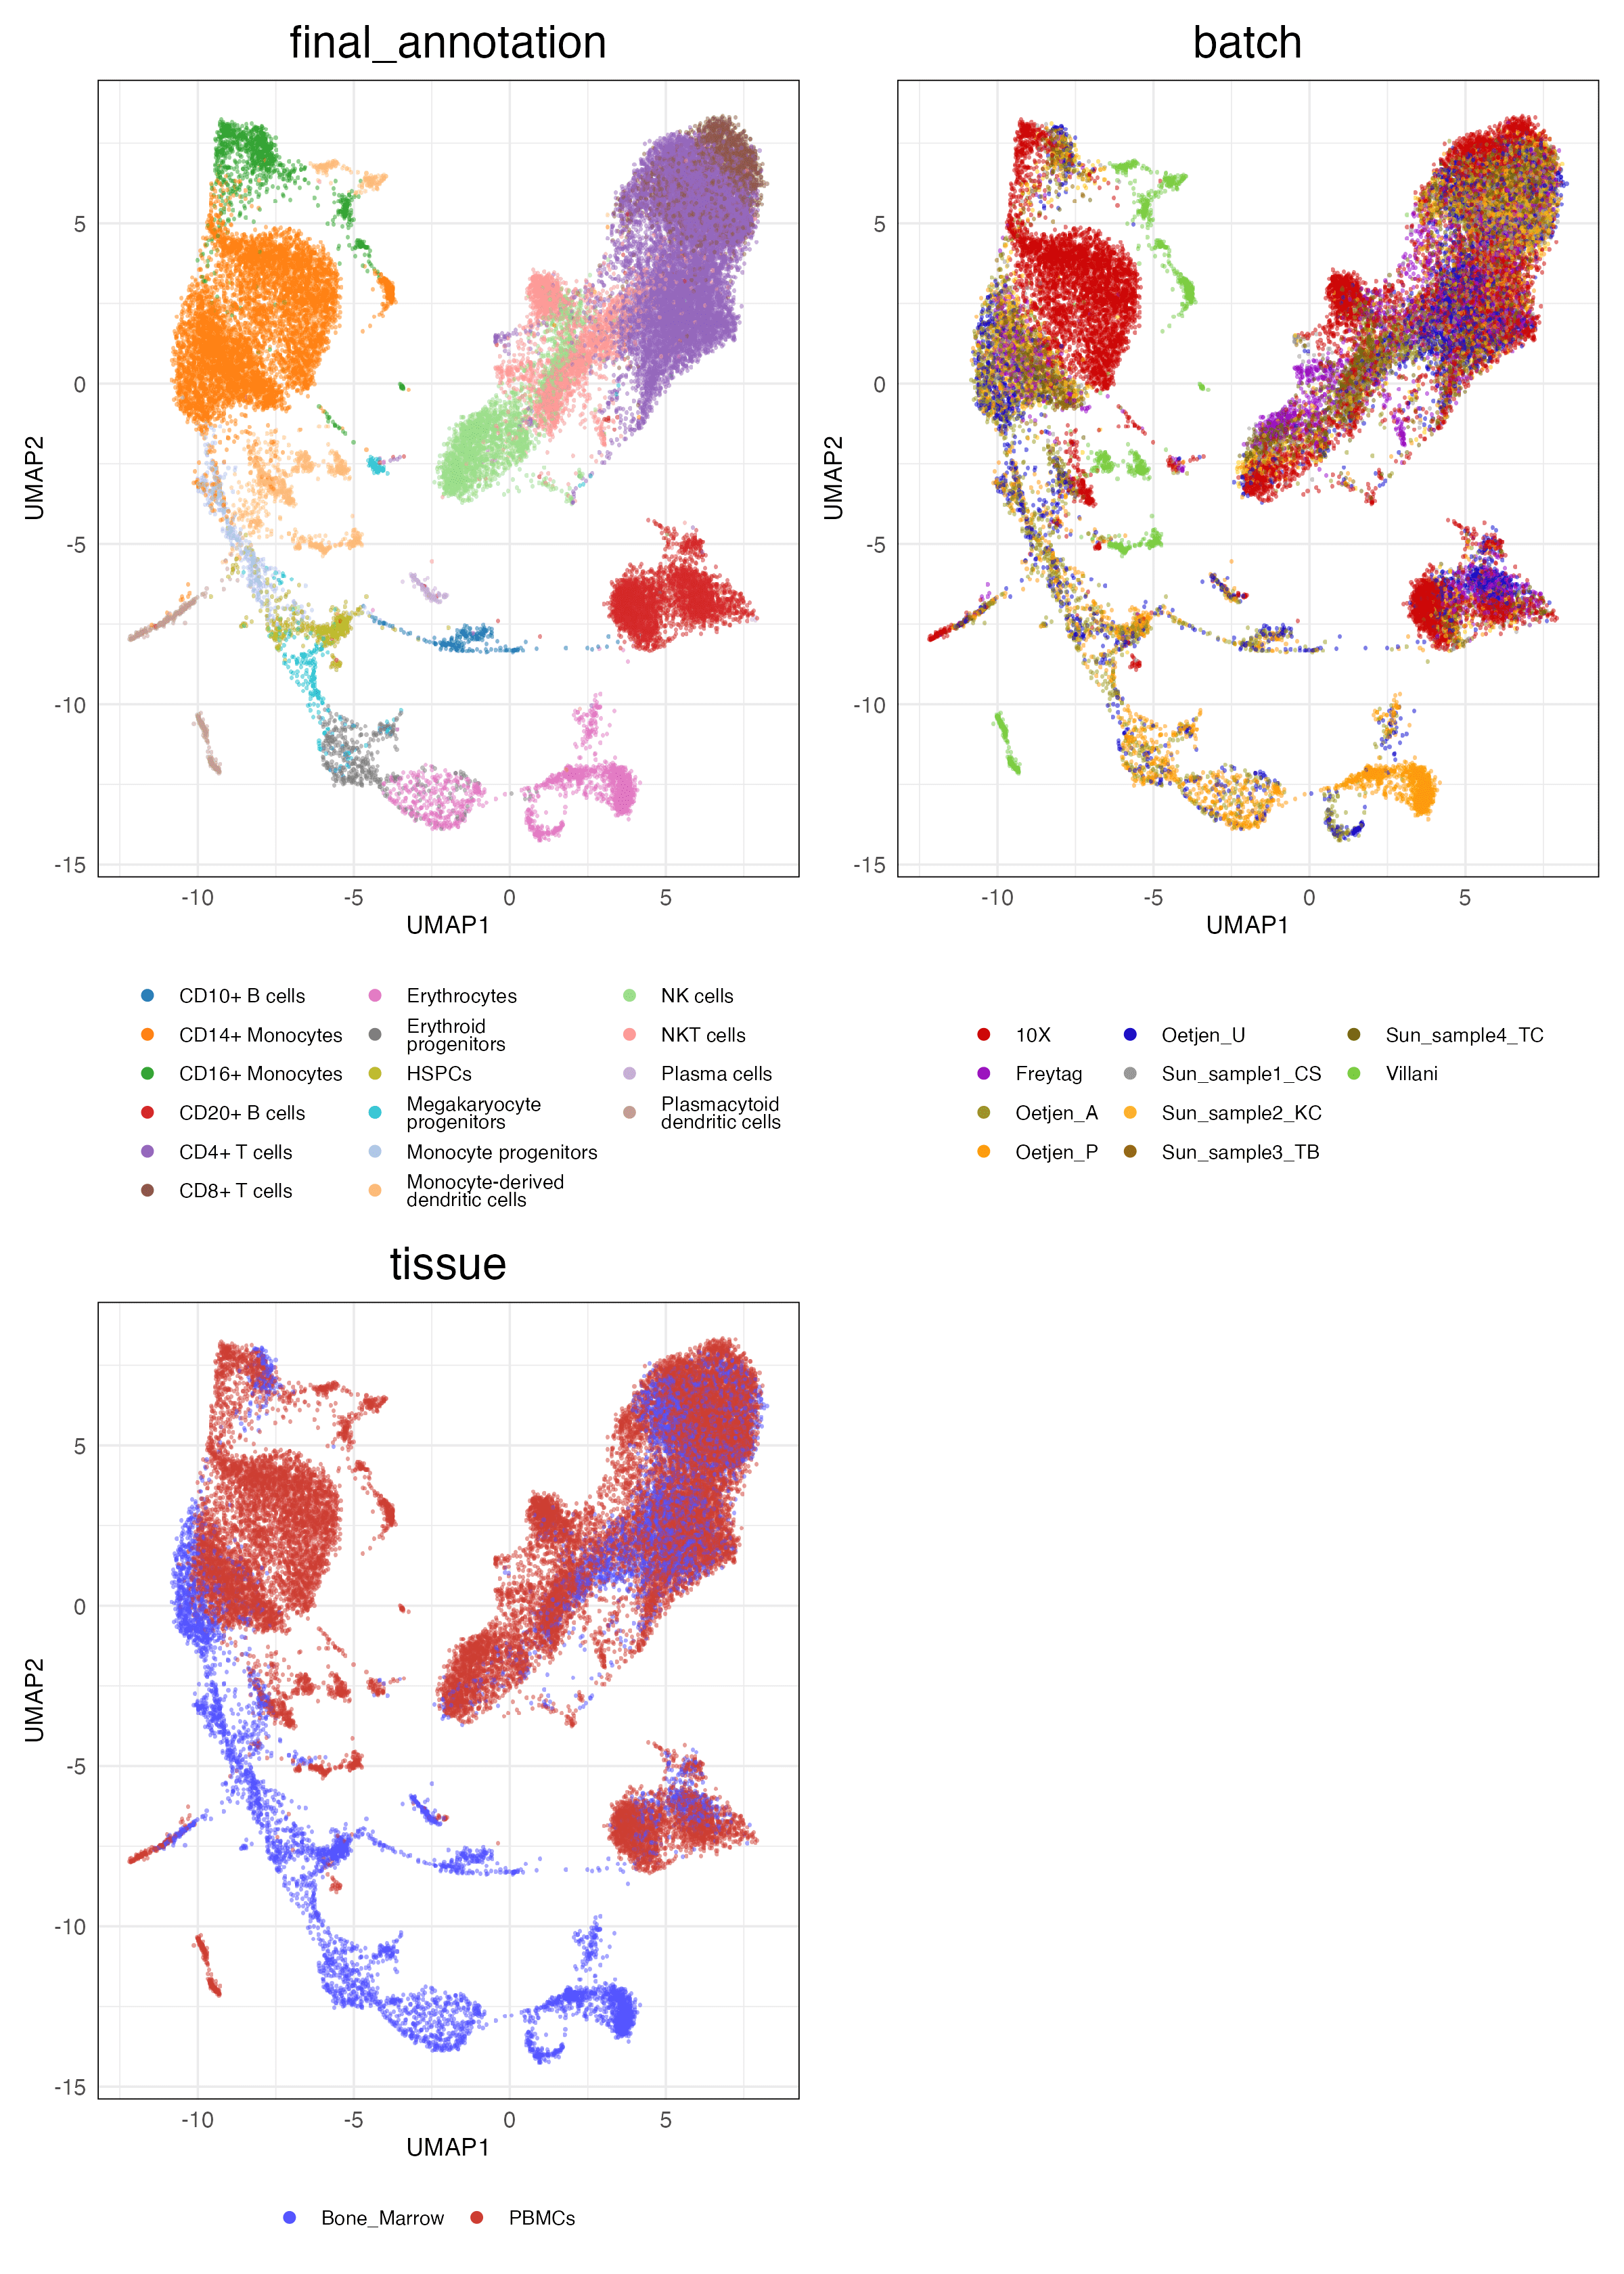 final_annotation
batch
UMAP2
5
0
-5
-10
-15
-10
-5
0
5
UMAP1
UMAP2
5
0
-5
-10
-15
-10
-5
0
5
UMAP1
CD10+ B cells
CD14+ Monocytes
CD16+ Monocytes
CD20+ B cells
CD4+ T cells
CD8+ T cells
Erythrocytes
Erythroid
progenitors
HSPCs
Megakaryocyte
progenitors
Monocyte progenitors
Monocyte-derived
dendritic cells
NK cells
NKT cells
Plasma cells
Plasmacytoid
dendritic cells
10X
Freytag
Oetjen_A
Oetjen_P
Oetjen_U
Sun_sample1_CS
Sun_sample2_KC
Sun_sample3_TB
Sun_sample4_TC
Villani
tissue
UMAP2
5
0
-5
-10
-15
-10
-5
0
5
UMAP1
Bone_Marrow
PBMCs